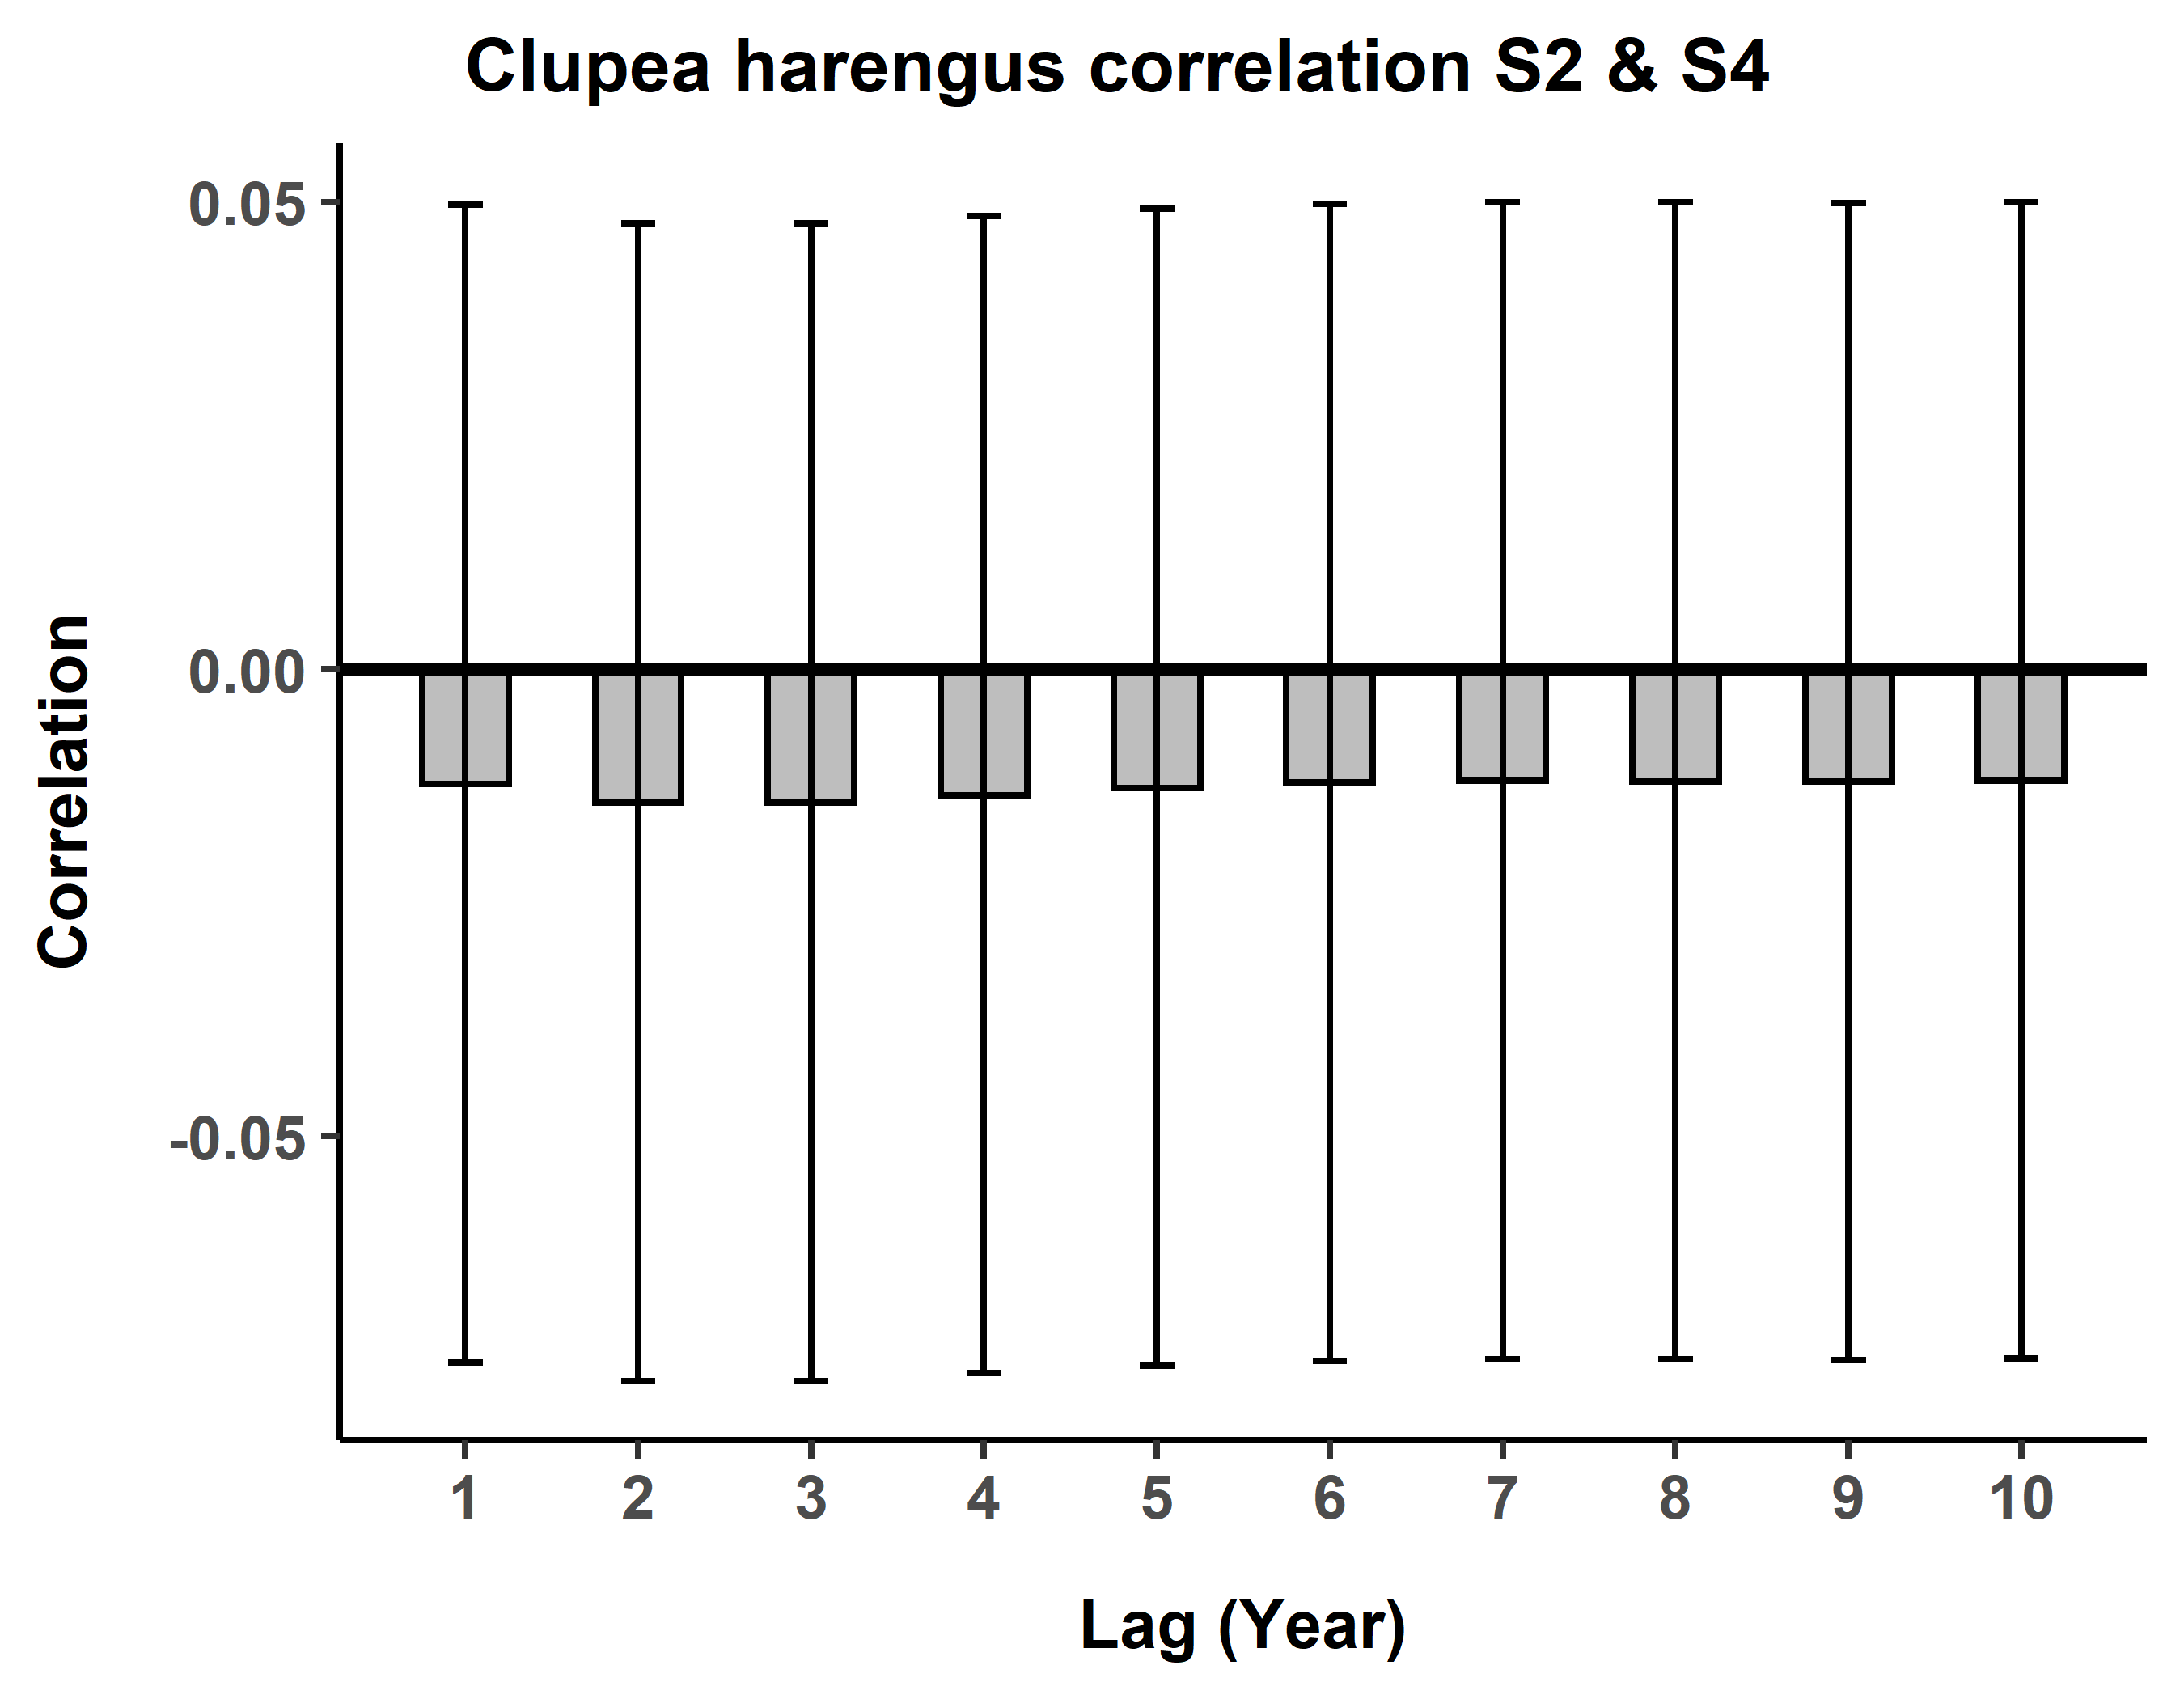 Clupea harengus correlation S2 & S4
Correlation
0.05
0.00
-0.05
1 2 3 4 5 6 7 8 9 10
Lag (Year)